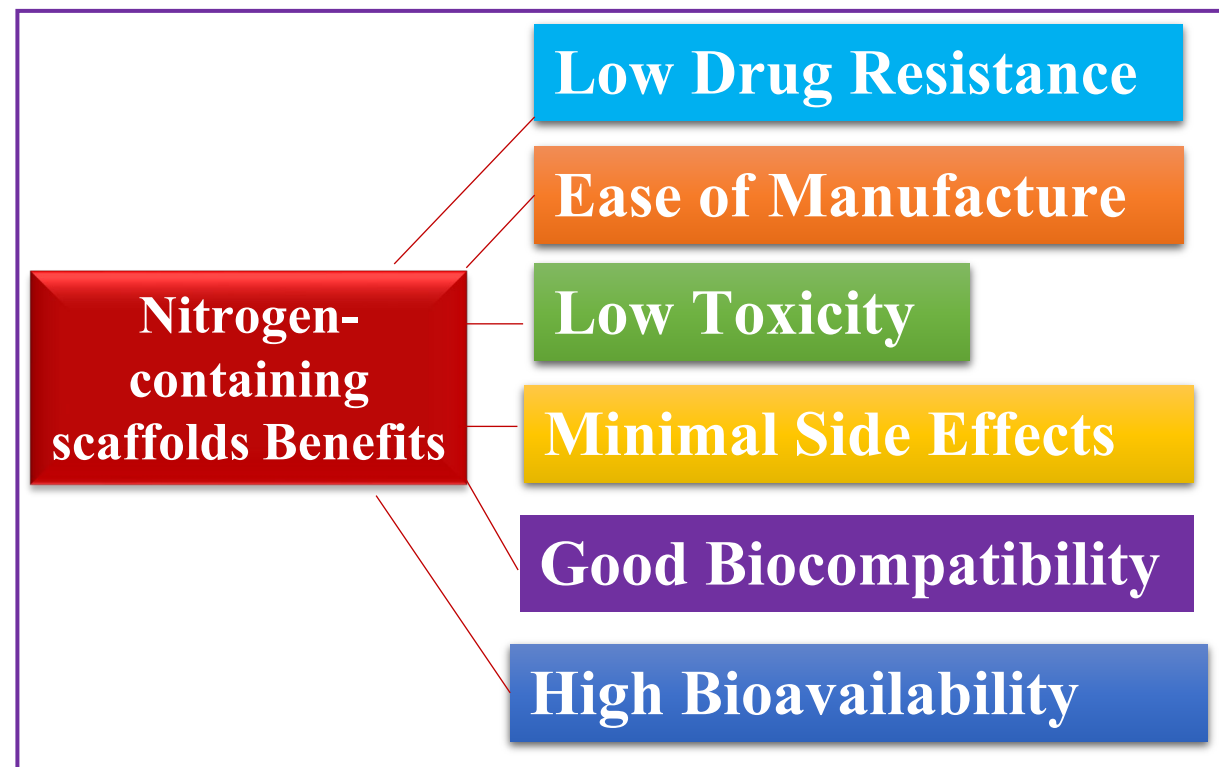 Low Drug Resistance
Ease of Manufacture
Nitrogen-
containing
scaffolds Benefits
Low Toxicity
Minimal Side Effects
Good Biocompatibility
High Bioavailability